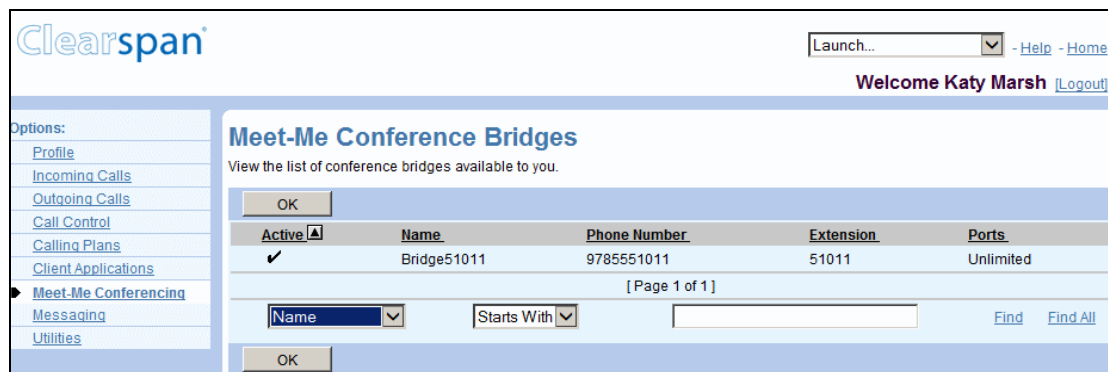 Clearspan®
Launch... - Help - Home
Welcome Katy Marsh [Logout]
Options:
Profile
Incoming Calls
Outgoing Calls
Call Control
Calling Plans
Client Applications
Meet-Me Conferencing
Messaging
Utilities
Meet-Me Conference Bridges
View the list of conference bridges available to you.
OK
Active Name Phone Number Extension Ports
✔ Bridge51011 9785551011 51011 Unlimited
[ Page 1 of 1 ]
Name Starts With Find Find All
OK